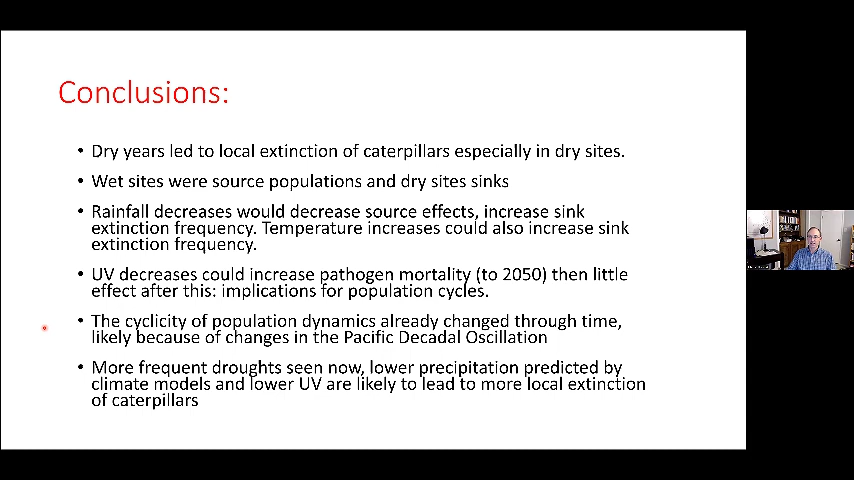 Conclusions:
• Dry years led to local extinction of caterpillars especially in dry sites.
• Wet sites were source populations and dry sites sinks
• Rainfall decreases would decrease source effects, increase sink
extinction frequency. Temperature increases could also increase sink
extinction frequency.
• UV decreases could increase pathogen mortality (to 2050) then little
effect after this: implications for population cycles.
• The cyclicity of population dynamics already changed through time,
likely because of changes in the Pacific Decadal Oscillation
• More frequent droughts seen now, lower precipitation predicted by
climate models and lower UV are likely to lead to more local extinction
of caterpillars